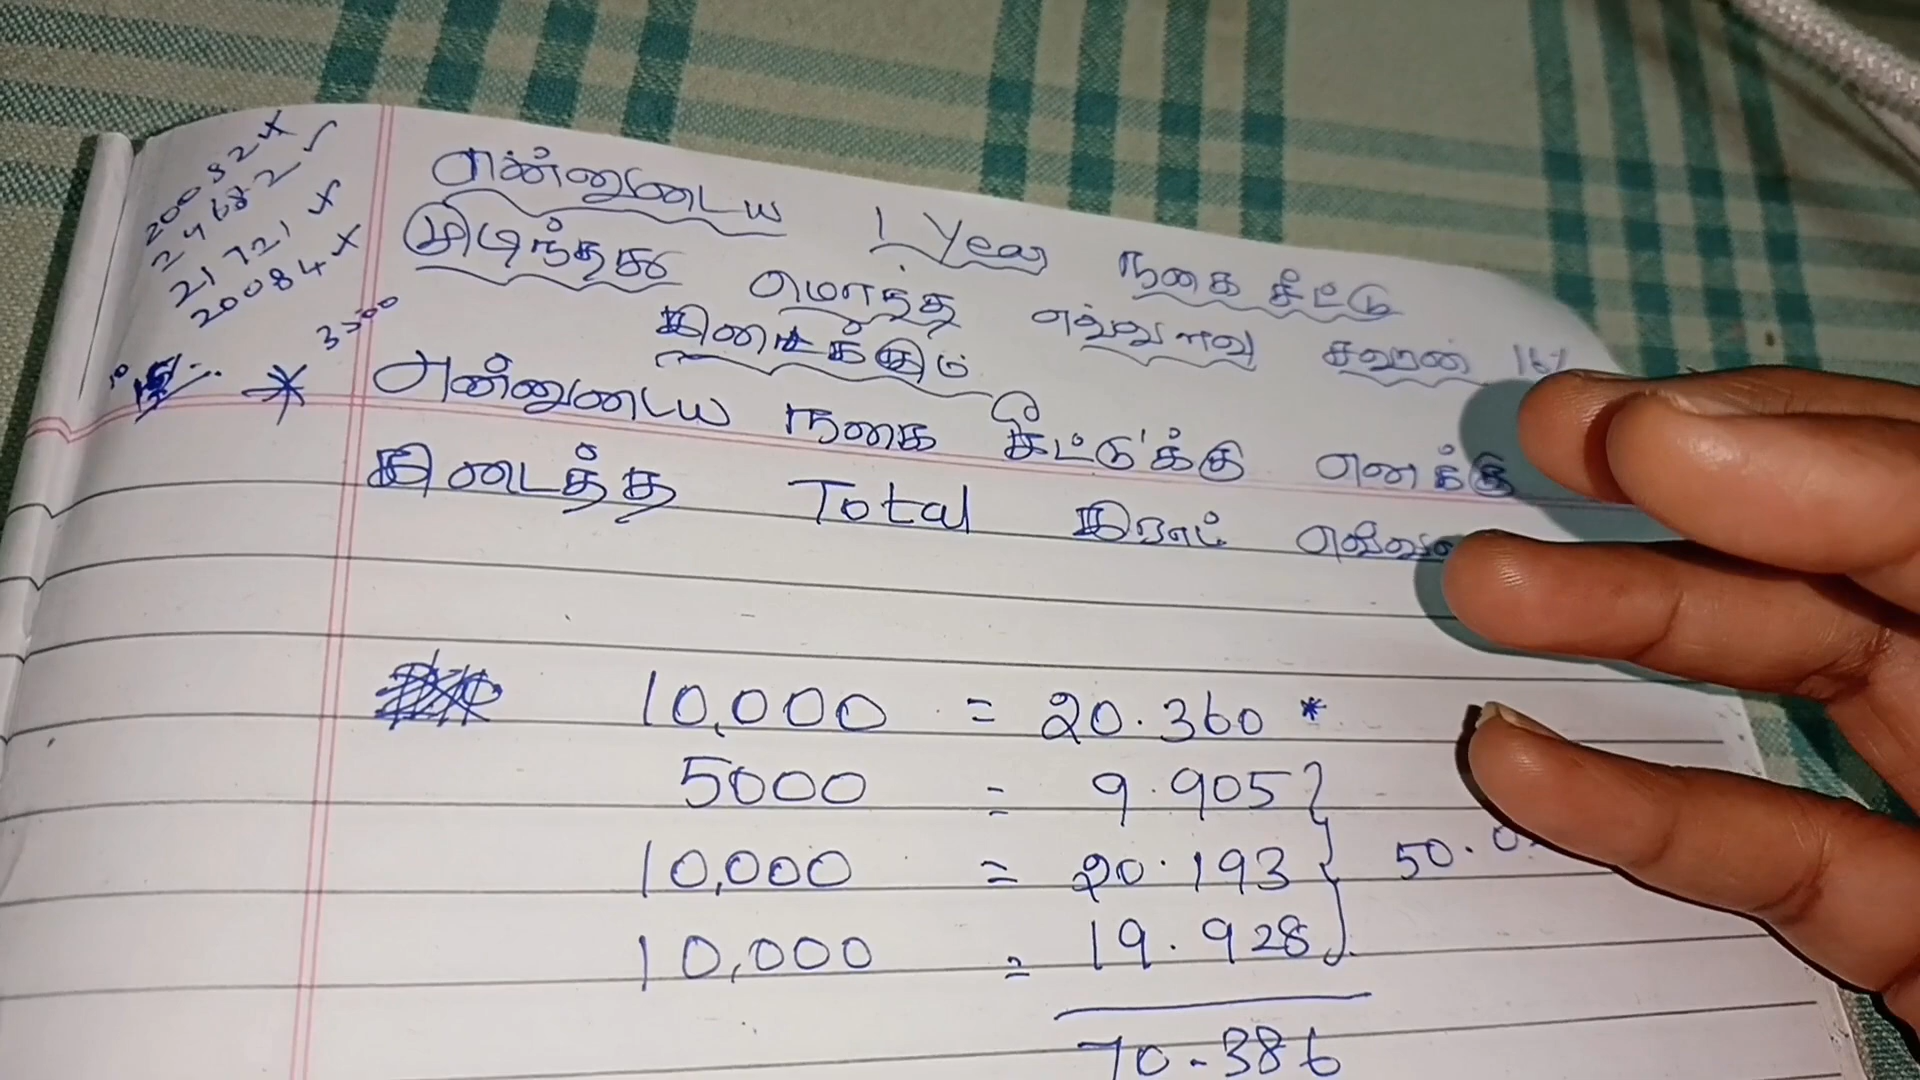 200532 ×
24682 ✓
21721 ×
20084 ×
3500
என்னுடைய 1 Year நகை சீட்டு
முடிந்தது மொத்த எவ்வளவு சவரன்
கிடைக்கும்
* என்னுடைய நகை சீட்டு'க்கு எனக்கு
கிடைத்த Total கிராம்
10,000 = 20.360 *
5000 = 9.905
10,000 = 20.193
10,000 = 19.928
70.386